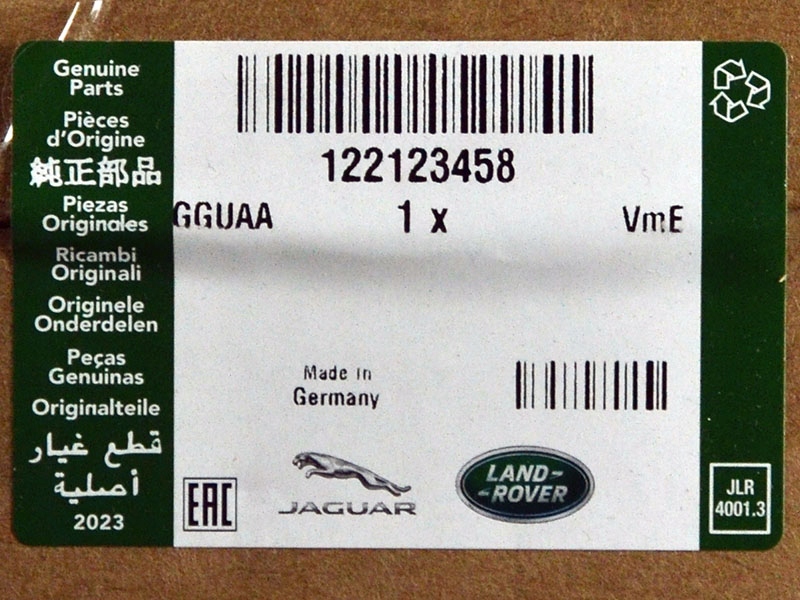 Genuine
Parts
Pièces
d'Origine
純正部品
Piezas
Originales
Ricambi
Originali
Originele
Onderdelen
Peças
Genuinas
Originalteile
قطع غيار
أصلية
2023
122123458
GGUAA 1 x VmE
Made in
Germany
EAC
JAGUAR
LAND-
-ROVER
JLR
4001.3